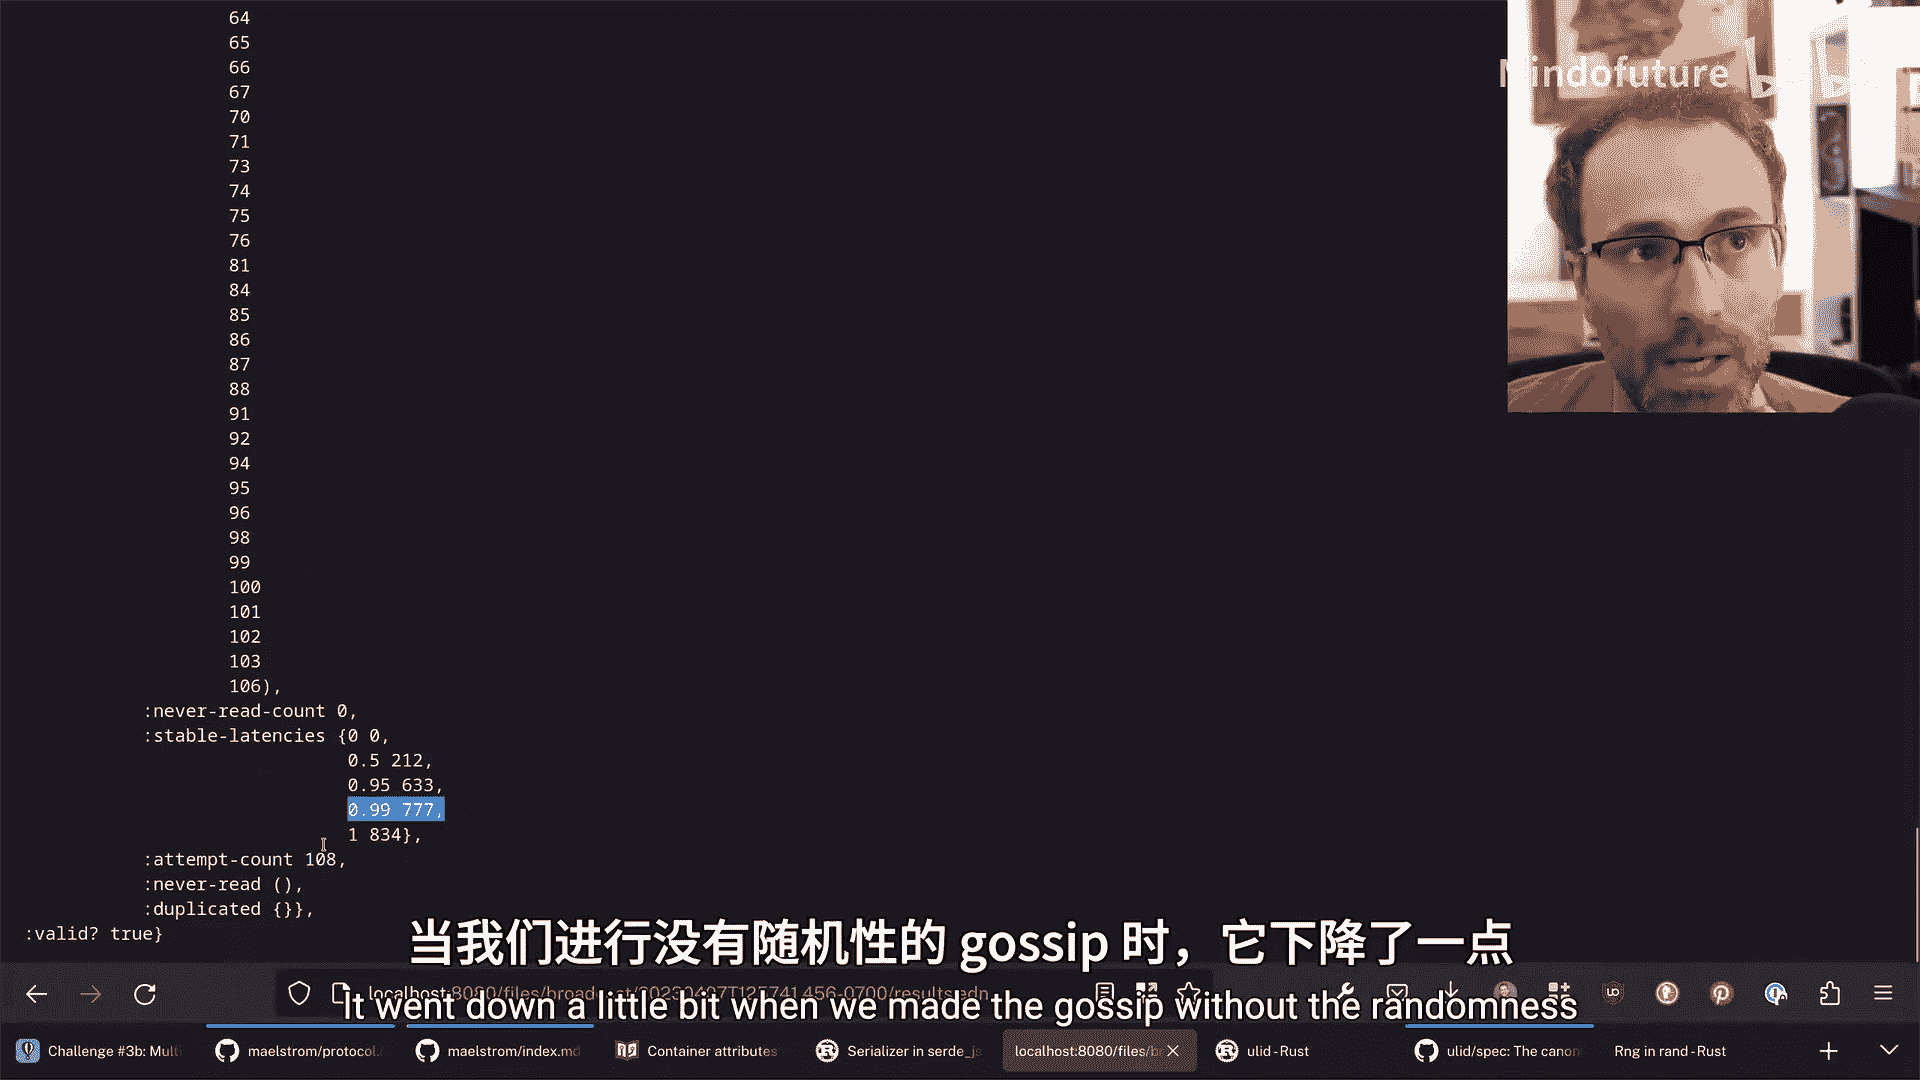 64
65
66
67
70
71
73
74
75
76
81
84
85
86
87
88
91
92
94
95
96
98
99
100
101
102
103
106),
:never-read-count 0,
:stable-latencies {0 0,
0.5 212,
0.95 633,
0.99 777,
1 834},
:attempt-count 108,
:never-read (),
:duplicated {}},
:valid? true}
Mindofuture
当我们进行没有随机性的 gossip 时，它下降了一点
It went down a little bit when we made the gossip without the randomness
Challenge #3b: Mult
maelstrom/protocol.
maelstrom/index.md
Container attributes
Serializer in serde_js
localhost:8080/files/br
ulid - Rust
ulid/spec: The canon
Rng in rand - Rust